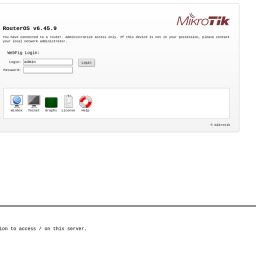 MikroTik
RouterOS v6.45.9
You have connected to a router. Administrative access only. If this device is not in your possession, please contact
your local network administrator.
WebFig Login:
Login: admin Login
Password:
Winbox Telnet Graphs License Help
© mikrotik
ion to access / on this server.